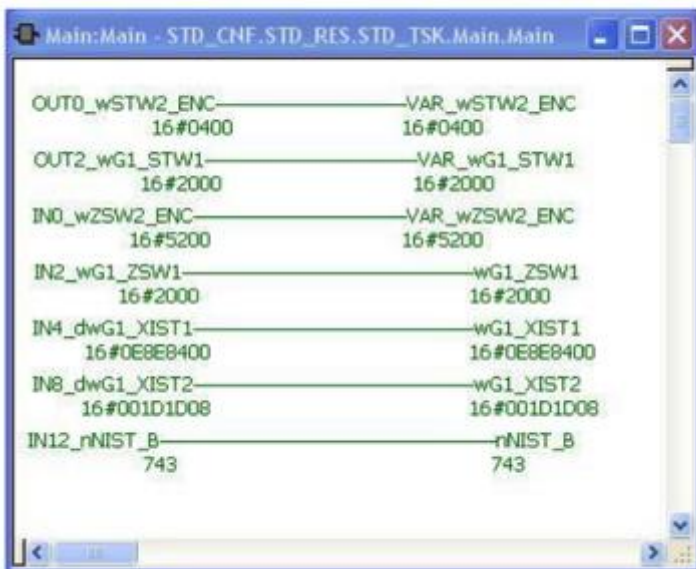 Main:Main - STD_CNF.STD_RES.STD_TSK.Main.Main
OUT0_wSTW2_ENC VAR_wSTW2_ENC
16#0400 16#0400
OUT2_wG1_STW1 VAR_wG1_STW1
16#2000 16#2000
IN0_wZSW2_ENC VAR_wZSW2_ENC
16#5200 16#5200
IN2_wG1_ZSW1 wG1_ZSW1
16#2000 16#2000
IN4_dwG1_XIST1 wG1_XIST1
16#0E8E8400 16#0E8E8400
IN8_dwG1_XIST2 wG1_XIST2
16#001D1D08 16#001D1D08
IN12_nNIST_B nNIST_B
743 743